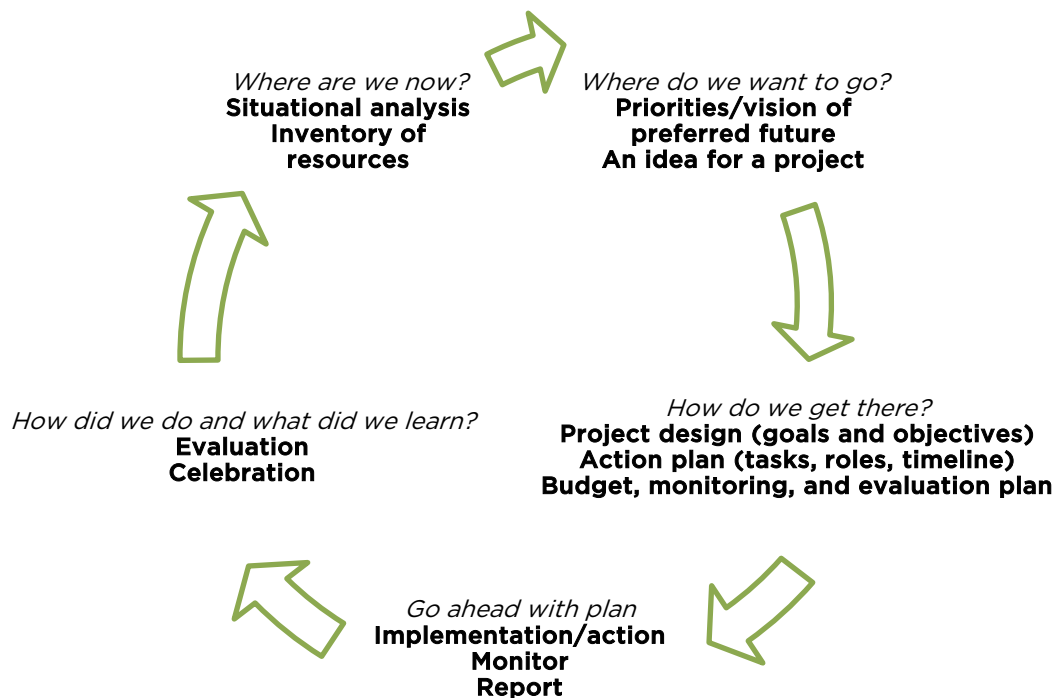 Where are we now?
Situational analysis
Inventory of
resources
Where do we want to go?
Priorities/vision of
preferred future
An idea for a project
How do we get there?
Project design (goals and objectives)
Action plan (tasks, roles, timeline)
Budget, monitoring, and evaluation plan
Go ahead with plan
Implementation/action
Monitor
Report
How did we do and what did we learn?
Evaluation
Celebration